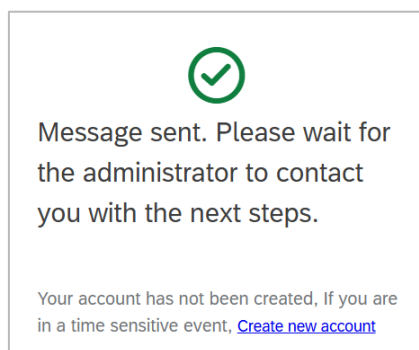 Message sent. Please wait for
the administrator to contact
you with the next steps.
Your account has not been created, If you are
in a time sensitive event, Create new account